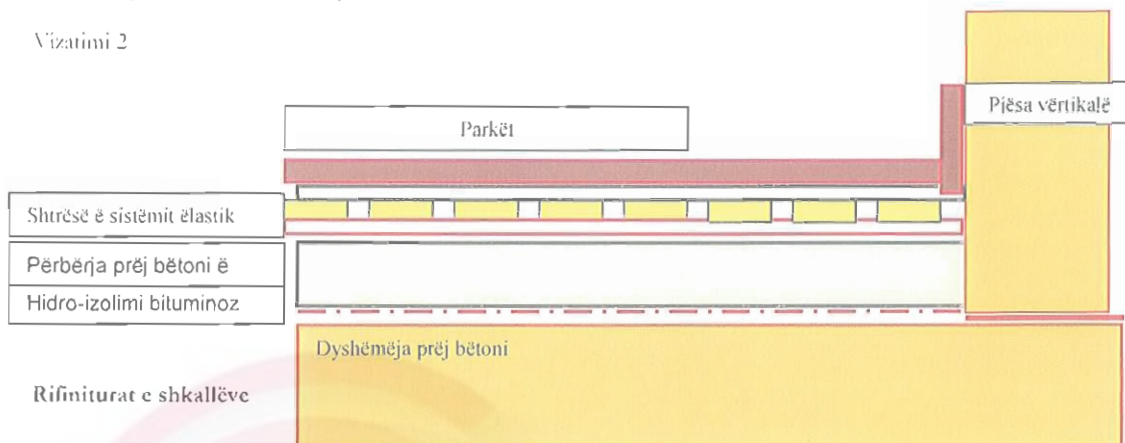 Vizatimi 2
Pjësa vërtikalë
Parkët
Shtrësë ë sistëmit ëlastik
Përbërja prëj bëtoni ë
Hidro-izolimi bituminoz
Dyshëmëja prëj bëtoni
Rifiniturat e shkallëve